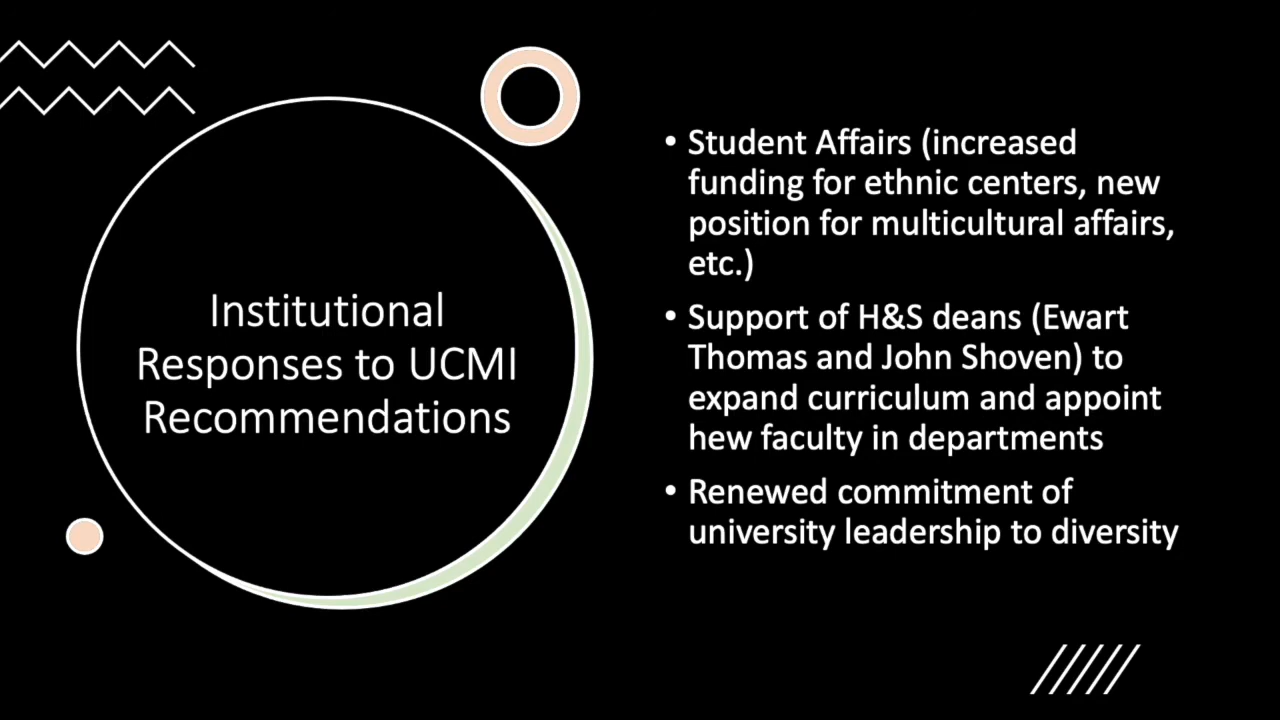 Institutional
Responses to UCMI
Recommendations
• Student Affairs (increased
funding for ethnic centers, new
position for multicultural affairs,
etc.)
• Support of H&S deans (Ewart
Thomas and John Shoven) to
expand curriculum and appoint
hew faculty in departments
• Renewed commitment of
university leadership to diversity